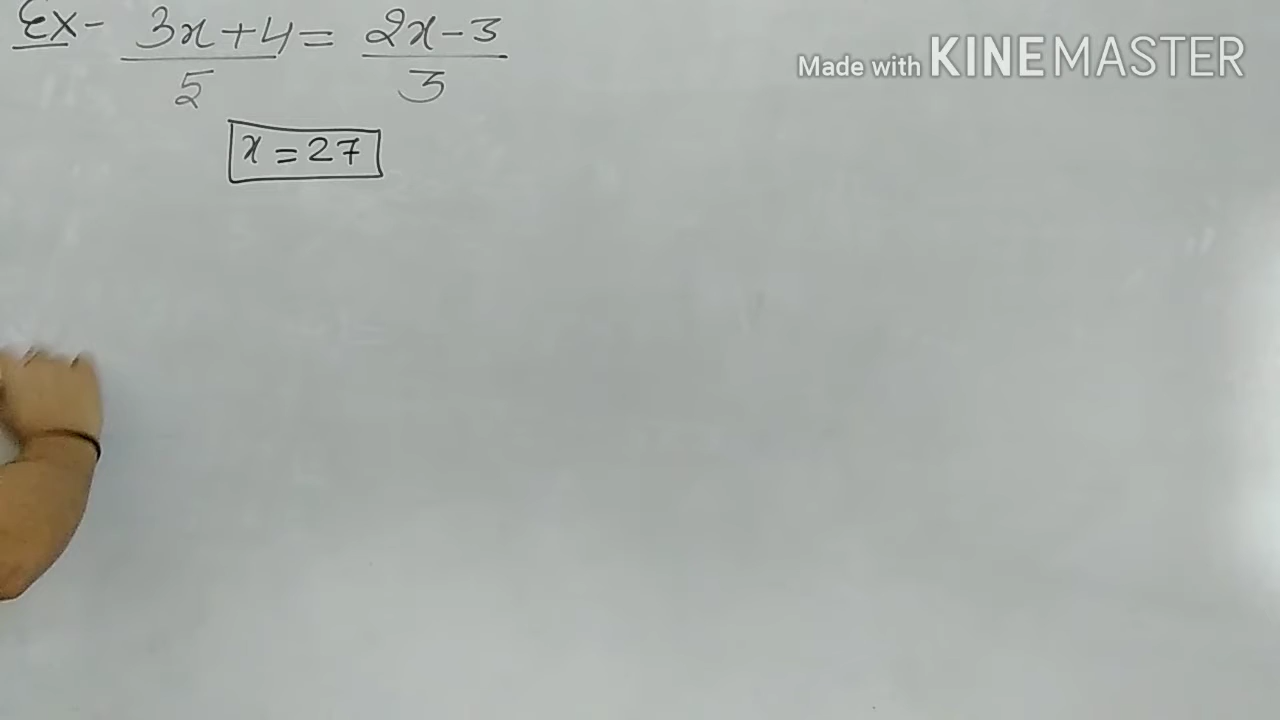 Ex- 3x+4/5 = 2x-3/3
x = 27
Made with KINEMASTER